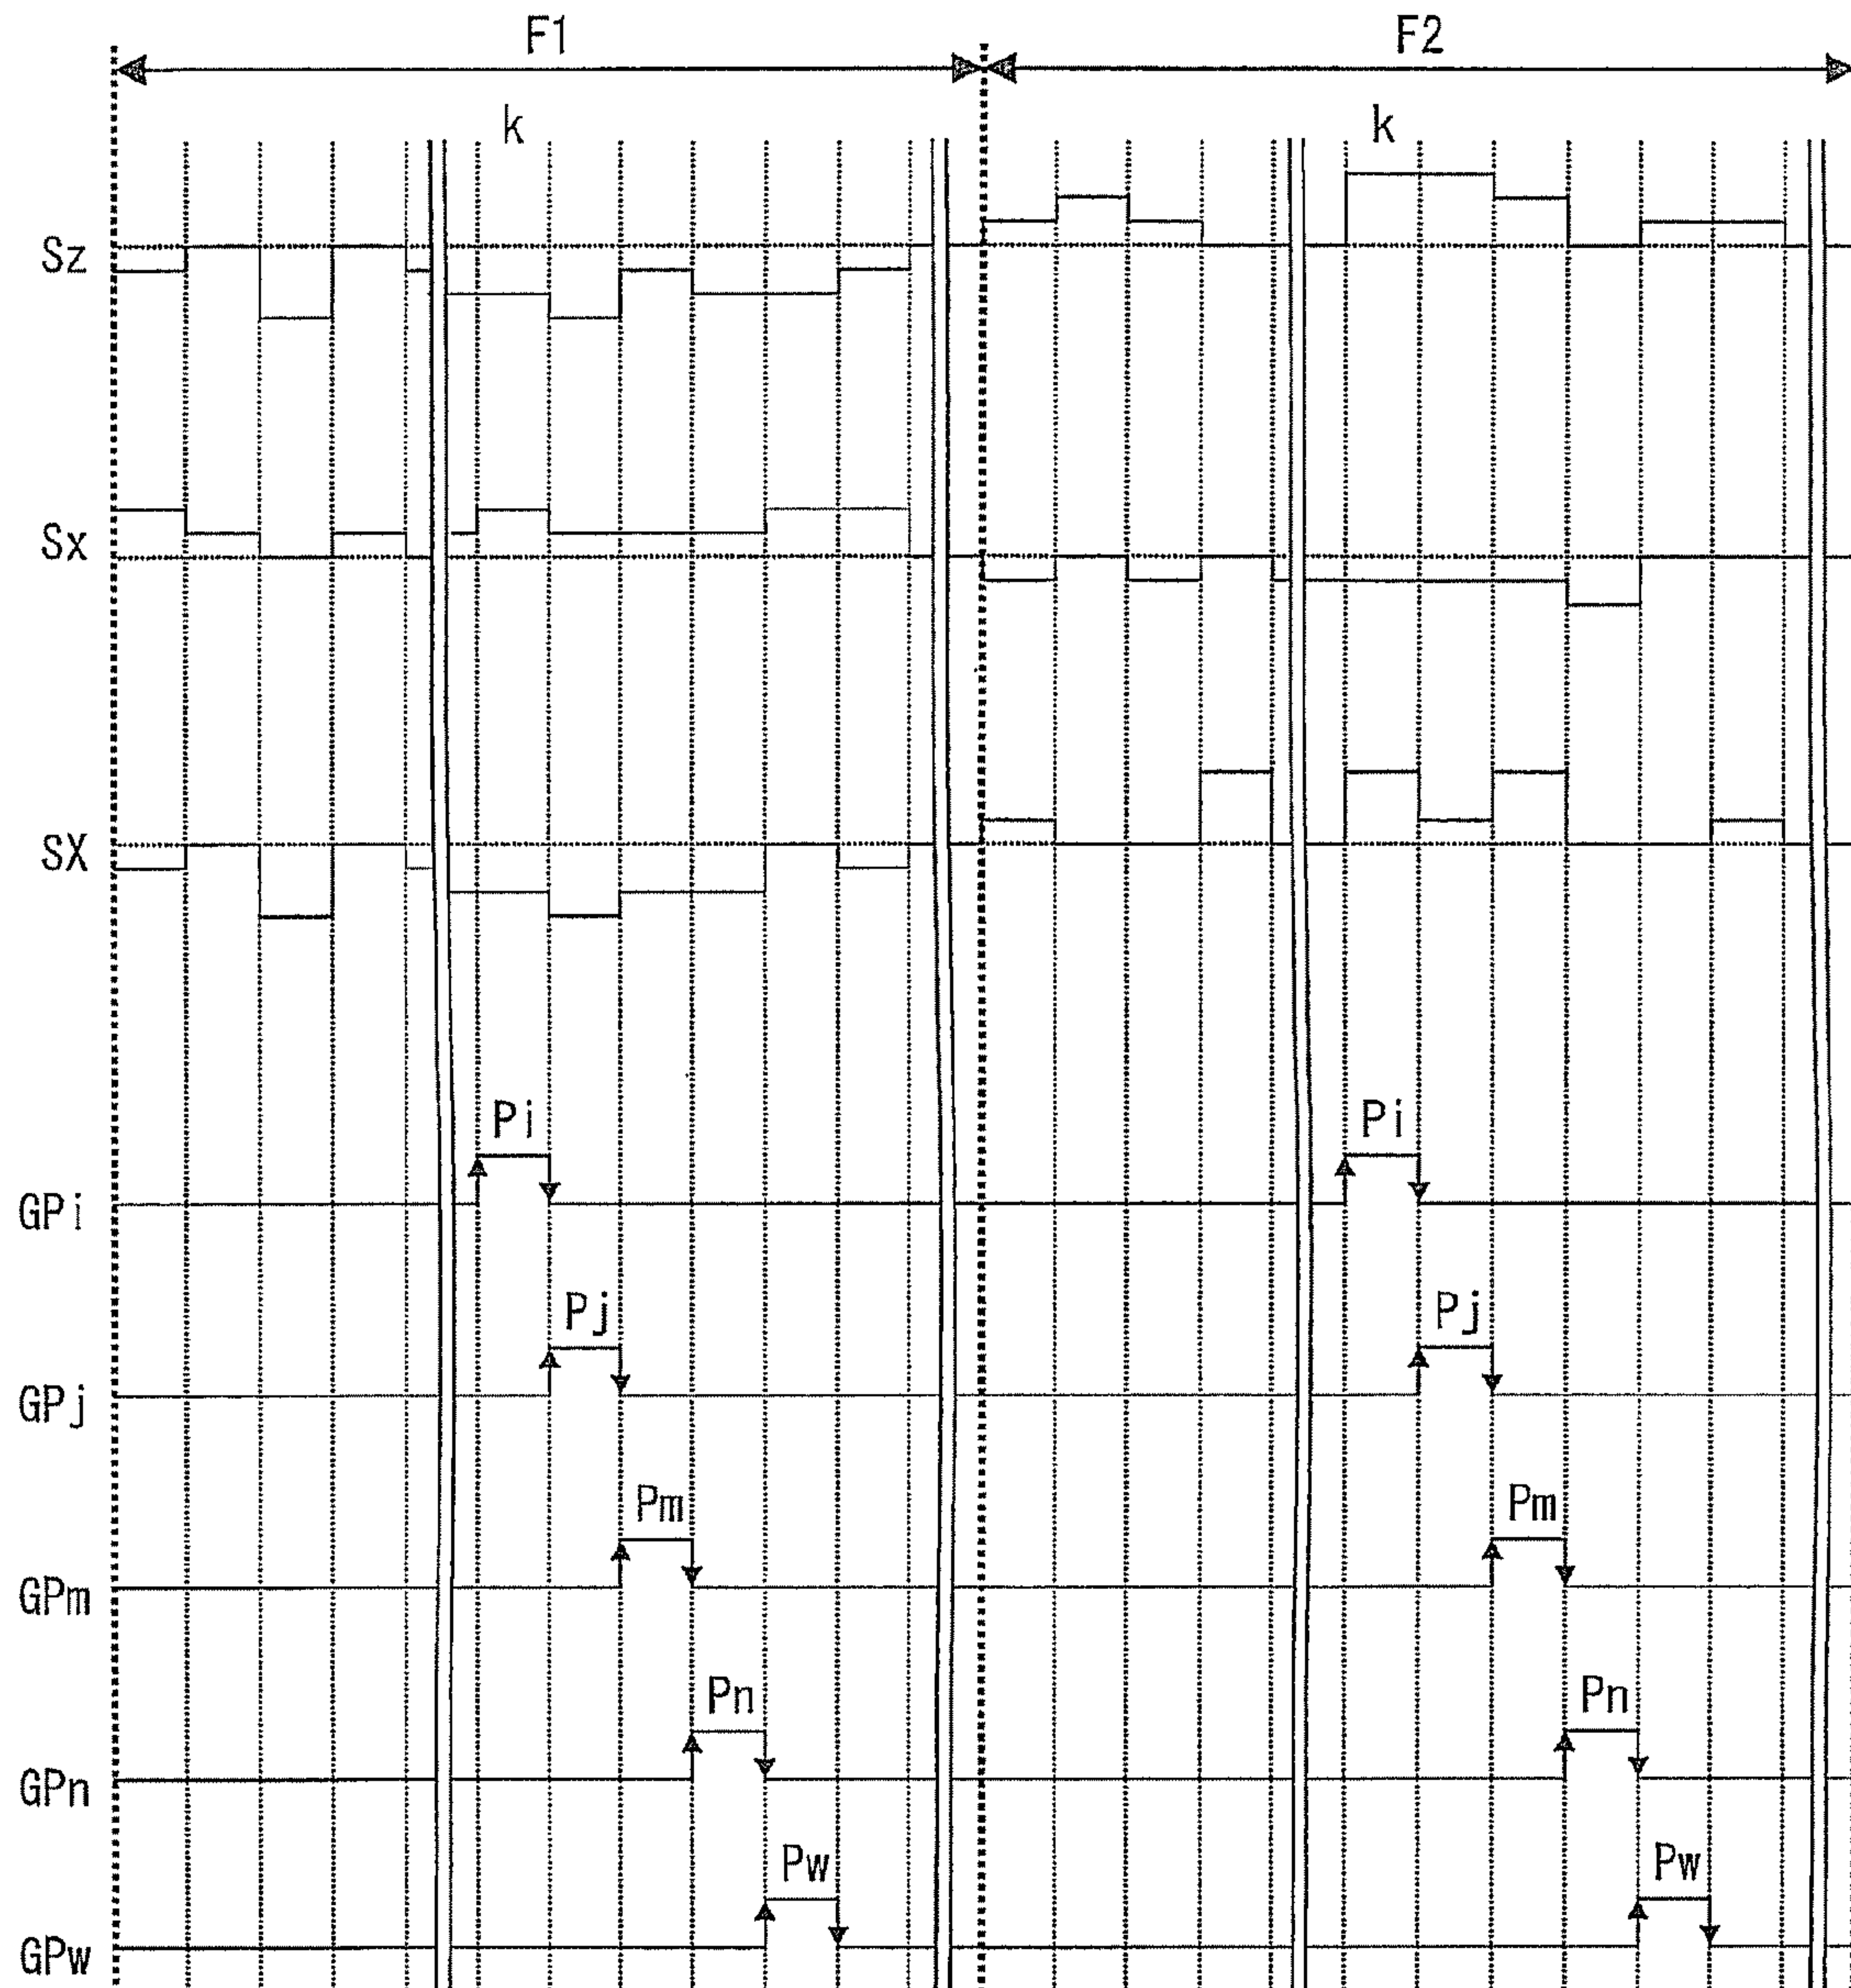 F1 F2
k k
Sz
Sx
SX
Pi Pi
GPi
Pj Pj
GPj
Pm Pm
GPm
Pn Pn
GPn
Pw Pw
GPw